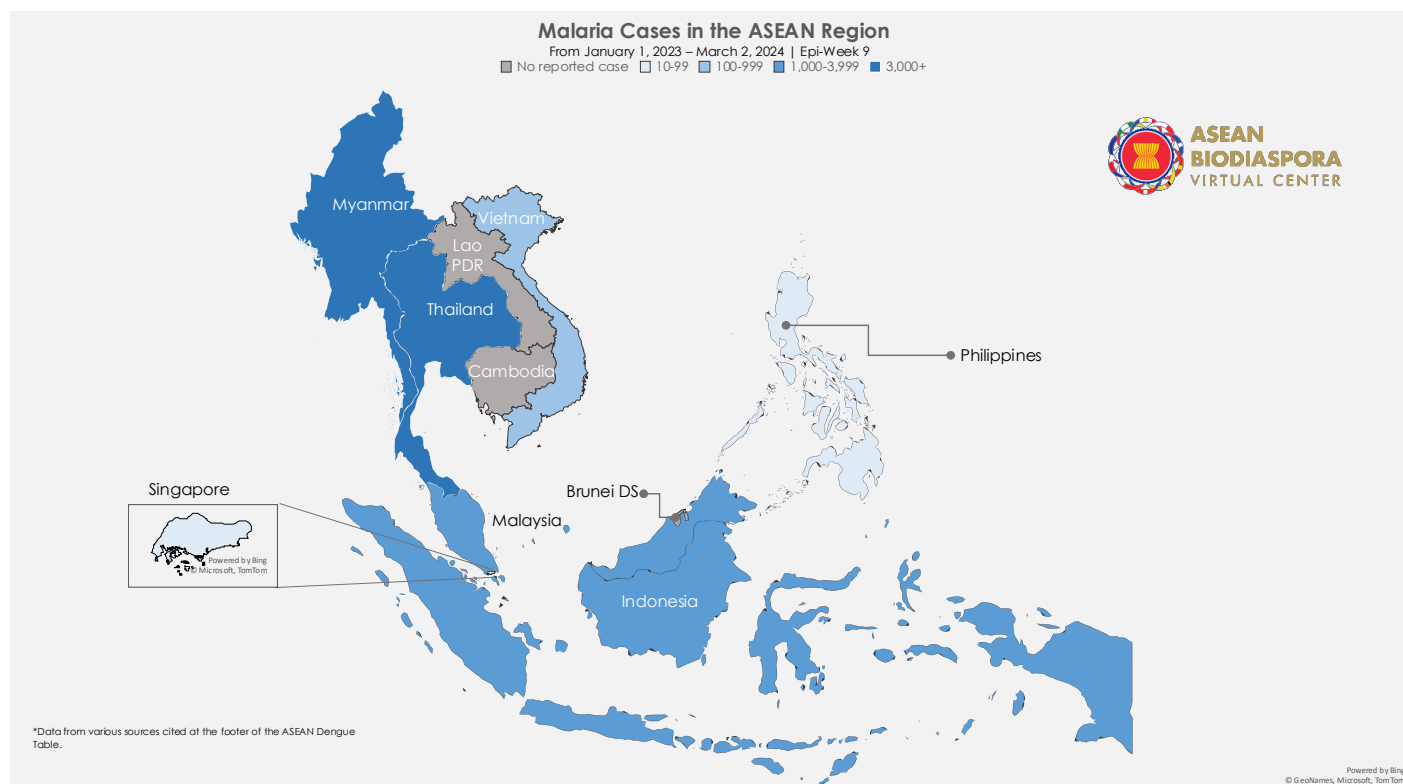 Malaria Cases in the ASEAN Region
From January 1, 2023 – March 2, 2024 | Epi-Week 9
No reported case 10-99 100-999 1,000-3,999 3,000+
ASEAN
BIODIASPORA
VIRTUAL CENTER
Myanmar
Vietnam
Lao
PDR
Thailand
Philippines
Cambodia
Singapore
Brunei DS
Malaysia
Powered by Bing
© Microsoft, TomTom
Indonesia
*Data from various sources cited at the footer of the ASEAN Dengue
Table.
Powered by Bing
© GeoNames, Microsoft, TomTom